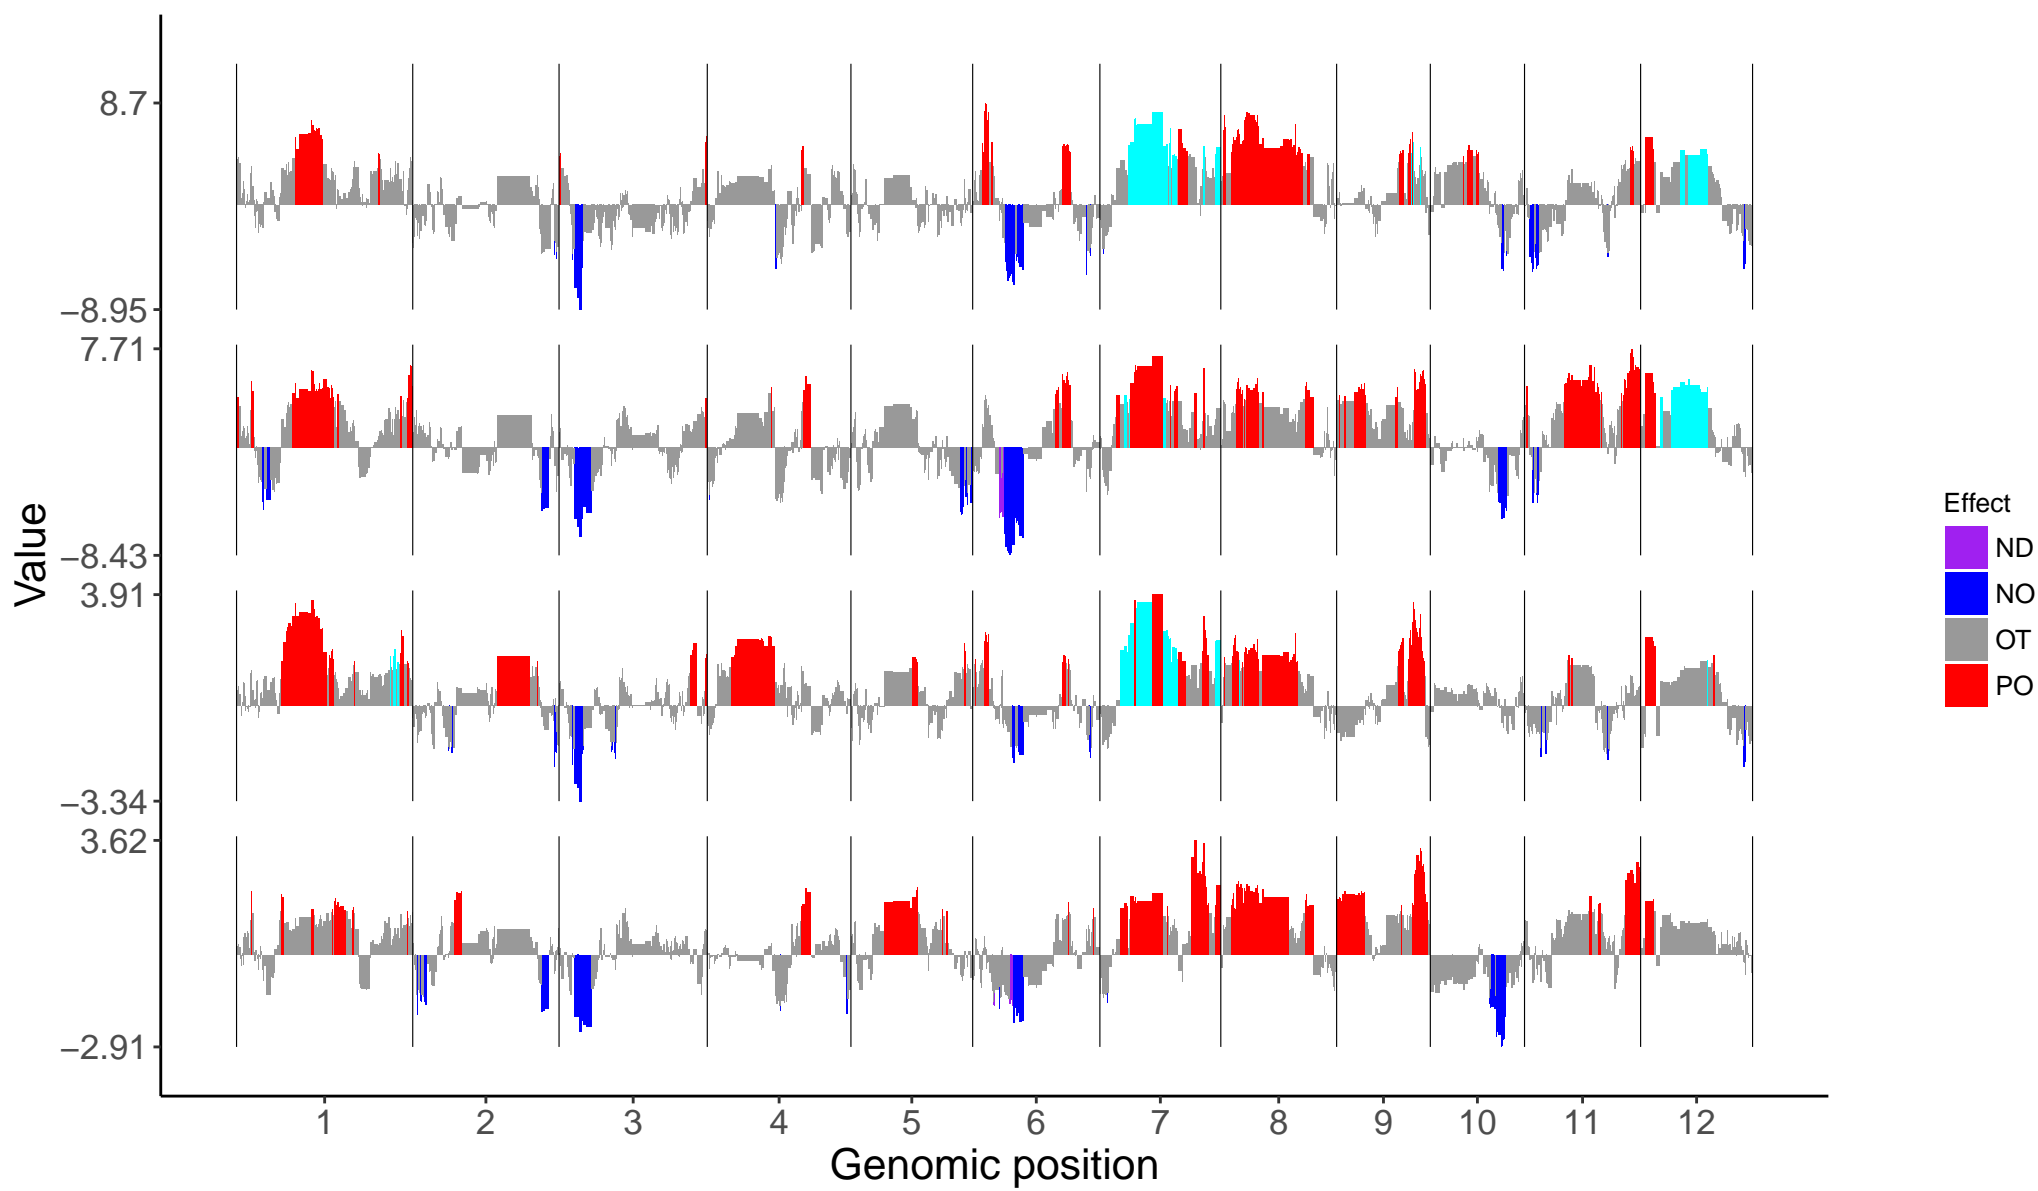 8.7
−8.95
7.71
−8.43
3.91
−3.34
3.62
−2.91
Value
1 2 3 4 5 6 7 8 9 10 11 12
Genomic position
Effect
ND
NO
OT
PO